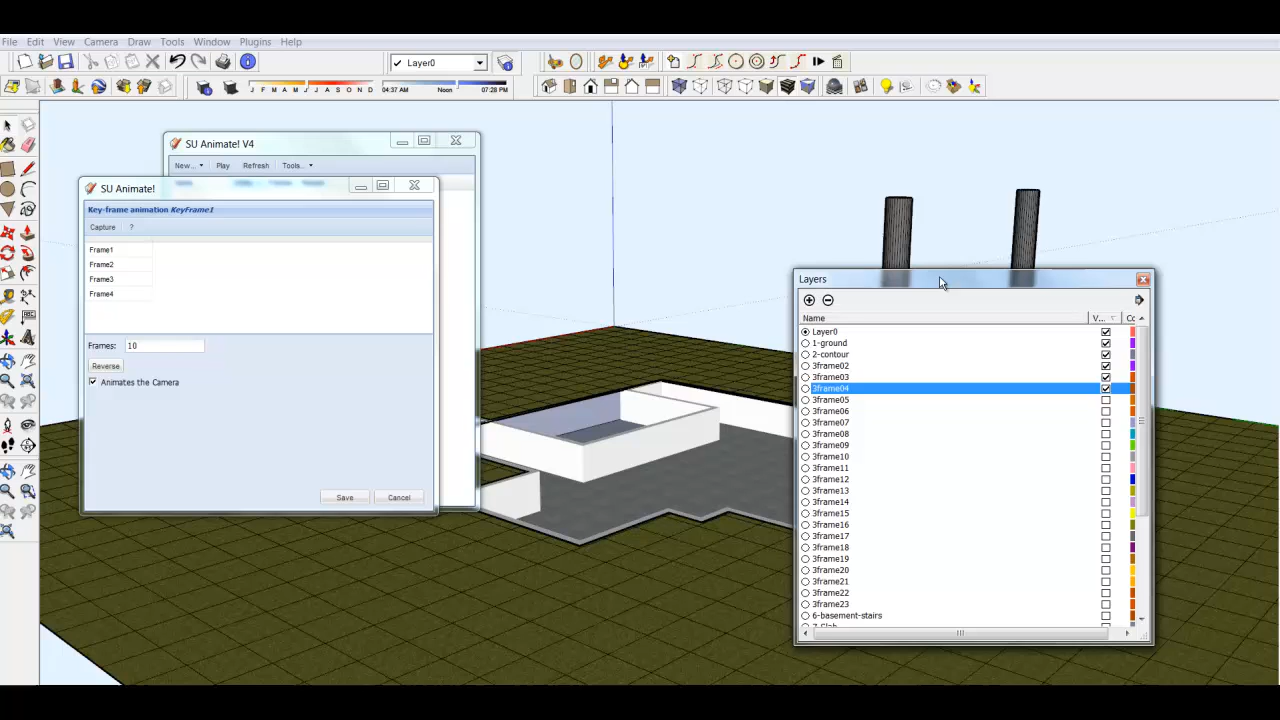 File Edit View Camera Draw Tools Window Plugins Help
Layer0
J F M A M J J A S O N D 04:37 AM Noon 07:28 PM
SU Animate! V4
New... Play Refresh Tools...
SU Animate!
Key-frame animation KeyFrame1
Capture ?
Frame1
Frame2
Frame3
Frame4
Frames: 10
Reverse
Animates the Camera
Save Cancel
Layers
Name V... Cc
Layer0
1-ground
2-contour
3frame02
3frame03
3frame04
3frame05
3frame06
3frame07
3frame08
3frame09
3frame10
3frame11
3frame12
3frame13
3frame14
3frame15
3frame16
3frame17
3frame18
3frame19
3frame20
3frame21
3frame22
3frame23
6-basement-stairs